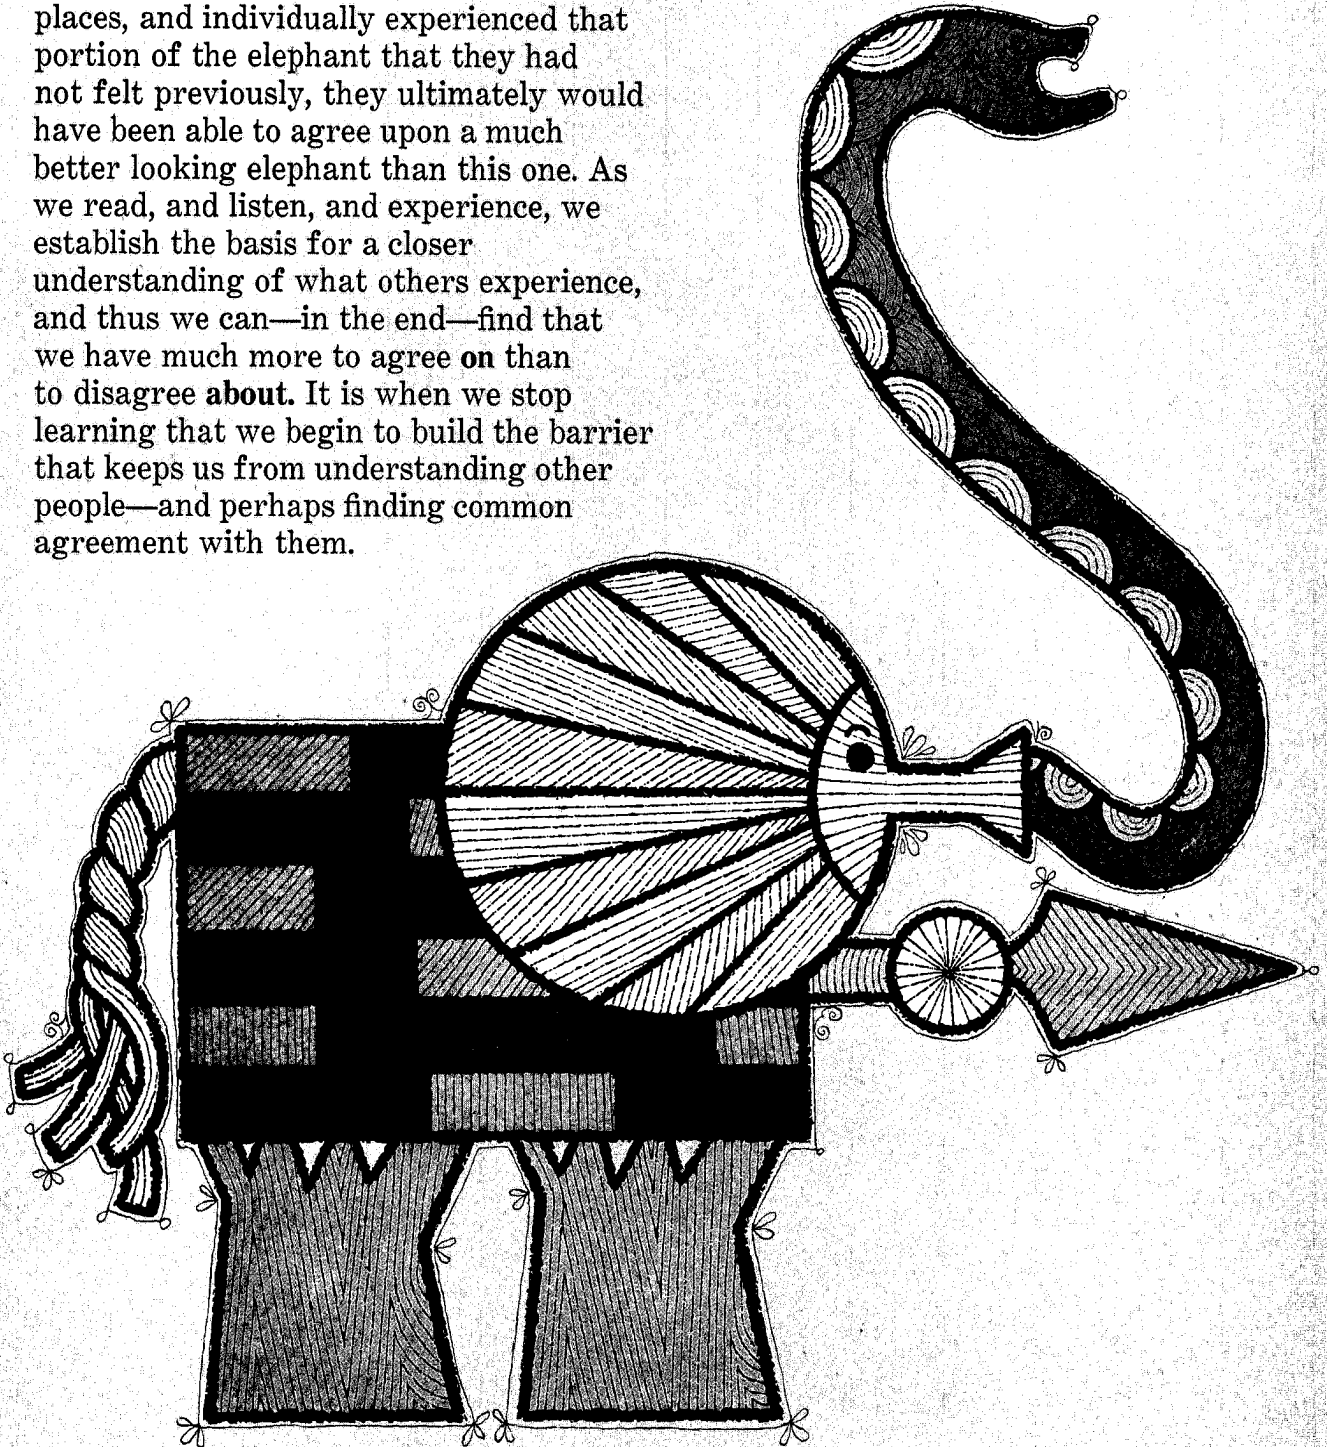 places, and individually experienced that
portion of the elephant that they had
not felt previously, they ultimately would
have been able to agree upon a much
better looking elephant than this one. As
we read, and listen, and experience, we
establish the basis for a closer
understanding of what others experience,
and thus we can—in the end—find that
we have much more to agree on than
to disagree about. It is when we stop
learning that we begin to build the barrier
that keeps us from understanding other
people—and perhaps finding common
agreement with them.